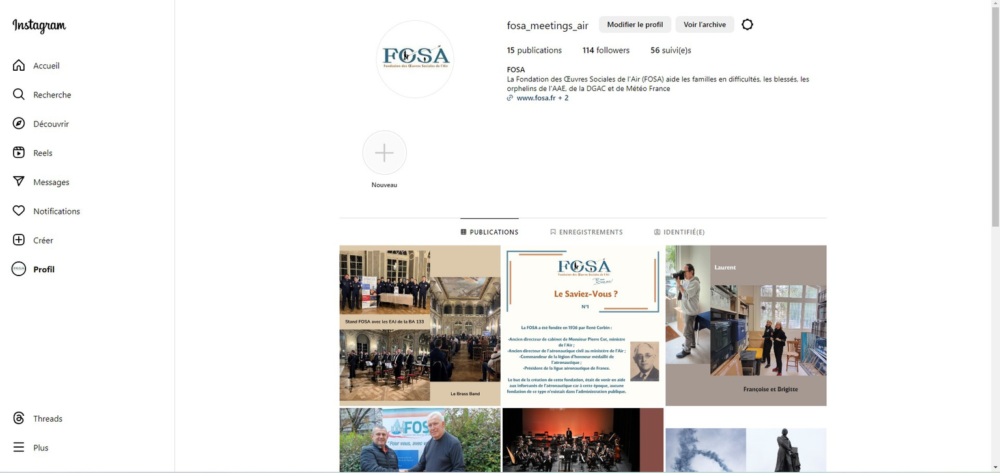 Instagram
Accueil
Recherche
Découvrir
Reels
Messages
Notifications
Créer
Profil
Threads
Plus
FOSA
Fondation des Œuvres Sociales de l'Air
fosa_meetings_air
Modifier le profil
Voir l'archive
15 publications
114 followers
56 suivi(e)s
FOSA
La Fondation des Œuvres Sociales de l'Air (FOSA) aide les familles en difficultés, les blessés, les
orphelins de l'AAE, de la DGAC et de Météo France
www.fosa.fr + 2
Nouveau
PUBLICATIONS
ENREGISTREMENTS
IDENTIFIÉ(E)
Stand FOSA avec les EAJ de la BA 133
Le Brass Band
FOSA
Fondation des Œuvres Sociales de l'Air
Le Saviez-Vous ?
N°1
La FOSA a été fondée en 1936 par René Corbin :
-Ancien directeur de cabinet de Monsieur Pierre Cot, ministre
de l'Air ;
-Ancien directeur de l'aéronautique civil au ministère de l'Air ;
-Commandeur de la légion d'honneur médaillé de
l'aéronautique ;
-Président de la ligue aéronautique de France.
Le but de la création de cette fondation, était de venir en aide
aux infortunés de l'aéronautique car à cette époque, aucune
fondation de ce type n'existait dans l'administration publique.
Laurent
Françoise et Brigitte
FOS
"Pour vous, avec v